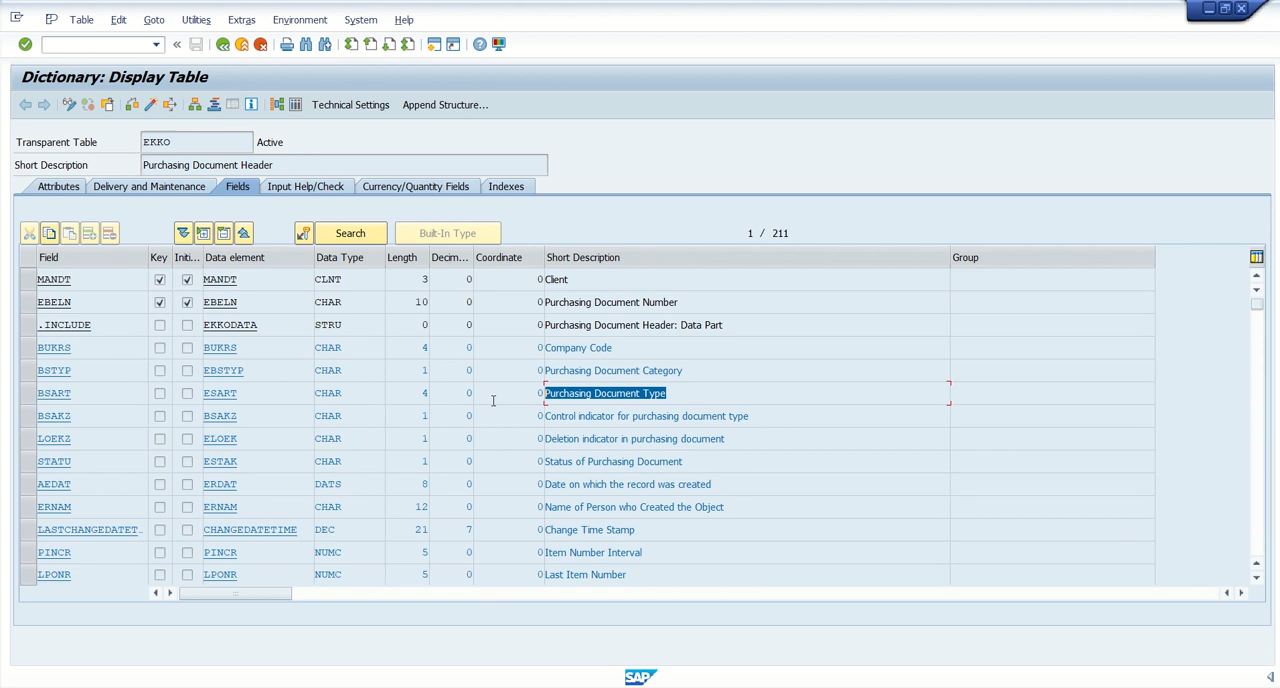 Table Edit Goto Utilities Extras Environment System Help
Dictionary: Display Table
Technical Settings Append Structure...
Transparent Table EKKO Active
Short Description Purchasing Document Header
Attributes Delivery and Maintenance Fields Input Help/Check Currency/Quantity Fields Indexes
Search Built-In Type 1 / 211
Field Key Initi... Data element Data Type Length Decim... Coordinate Short Description Group
MANDT MANDT CLNT 3 0 0 Client
EBELN EBELN CHAR 10 0 0 Purchasing Document Number
.INCLUDE EKKODATA STRU 0 0 0 Purchasing Document Header: Data Part
BUKRS BUKRS CHAR 4 0 0 Company Code
BSTYP EBSTYP CHAR 1 0 0 Purchasing Document Category
BSART ESART CHAR 4 0 0 Purchasing Document Type
BSAKZ BSAKZ CHAR 1 0 0 Control indicator for purchasing document type
LOEKZ ELOEK CHAR 1 0 0 Deletion indicator in purchasing document
STATU ESTAK CHAR 1 0 0 Status of Purchasing Document
AEDAT ERDAT DATS 8 0 0 Date on which the record was created
ERNAM ERNAM CHAR 12 0 0 Name of Person who Created the Object
LASTCHANGEDATET… CHANGEDATETIME DEC 21 7 0 Change Time Stamp
PINCR PINCR NUMC 5 0 0 Item Number Interval
LPONR LPONR NUMC 5 0 0 Last Item Number
SAP